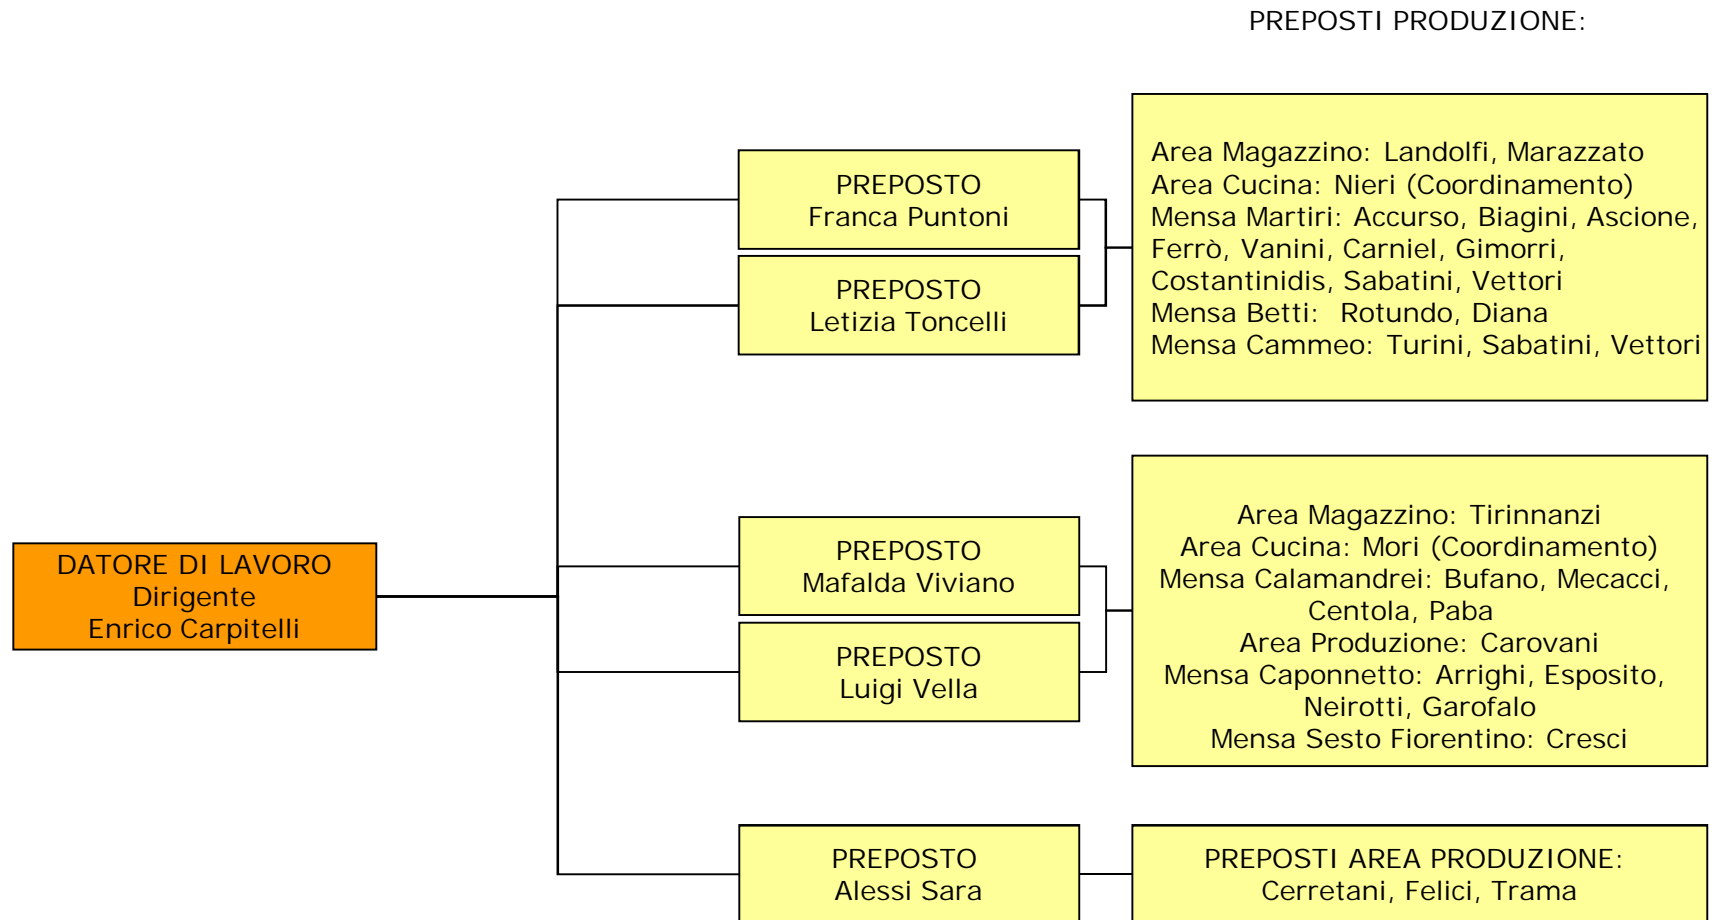 PREPOSTI PRODUZIONE:
PREPOSTO
Franca Puntoni
PREPOSTO
Letizia Toncelli
Area Magazzino: Landolfi, Marazzato
Area Cucina: Nieri (Coordinamento)
Mensa Martiri: Accurso, Biagini, Ascione,
Ferrò, Vanini, Carniel, Gimorri,
Costantinidis, Sabatini, Vettori
Mensa Betti: Rotundo, Diana
Mensa Cammeo: Turini, Sabatini, Vettori
DATORE DI LAVORO
Dirigente
Enrico Carpitelli
PREPOSTO
Mafalda Viviano
PREPOSTO
Luigi Vella
Area Magazzino: Tirinnanzi
Area Cucina: Mori (Coordinamento)
Mensa Calamandrei: Bufano, Mecacci,
Centola, Paba
Area Produzione: Carovani
Mensa Caponnetto: Arrighi, Esposito,
Neirotti, Garofalo
Mensa Sesto Fiorentino: Cresci
PREPOSTO
Alessi Sara
PREPOSTI AREA PRODUZIONE:
Cerretani, Felici, Trama